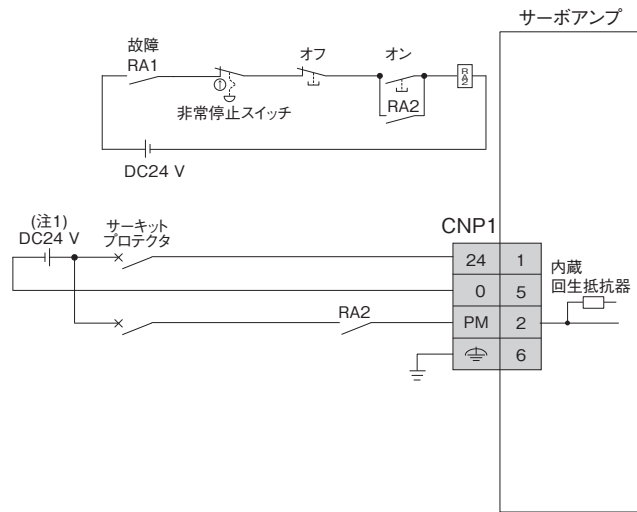 サーボアンプ
故障
RA1
オフ
オン
RA2
RA2
非常停止スイッチ
DC24 V
(注1)
DC24 V
サーキット
プロテクタ
CNP1
24 1
0 5
RA2
PM 2
6
内蔵
回生抵抗器